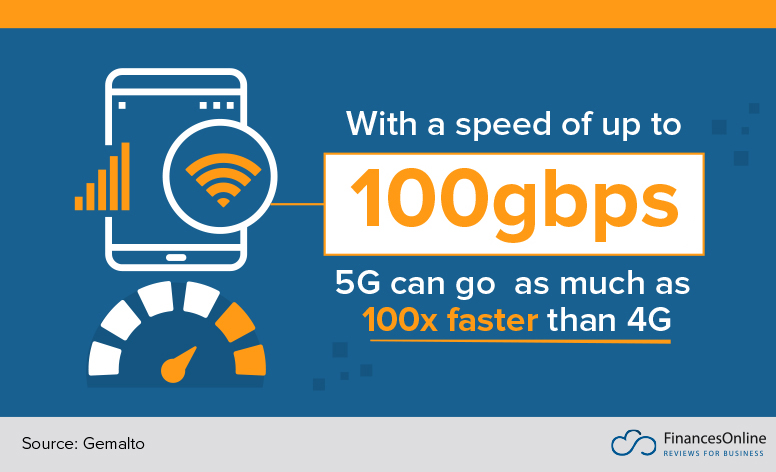 With a speed of up to
100gbps
5G can go as much as
100x faster than 4G
Source: Gemalto
FinancesOnline
REVIEWS FOR BUSINESS